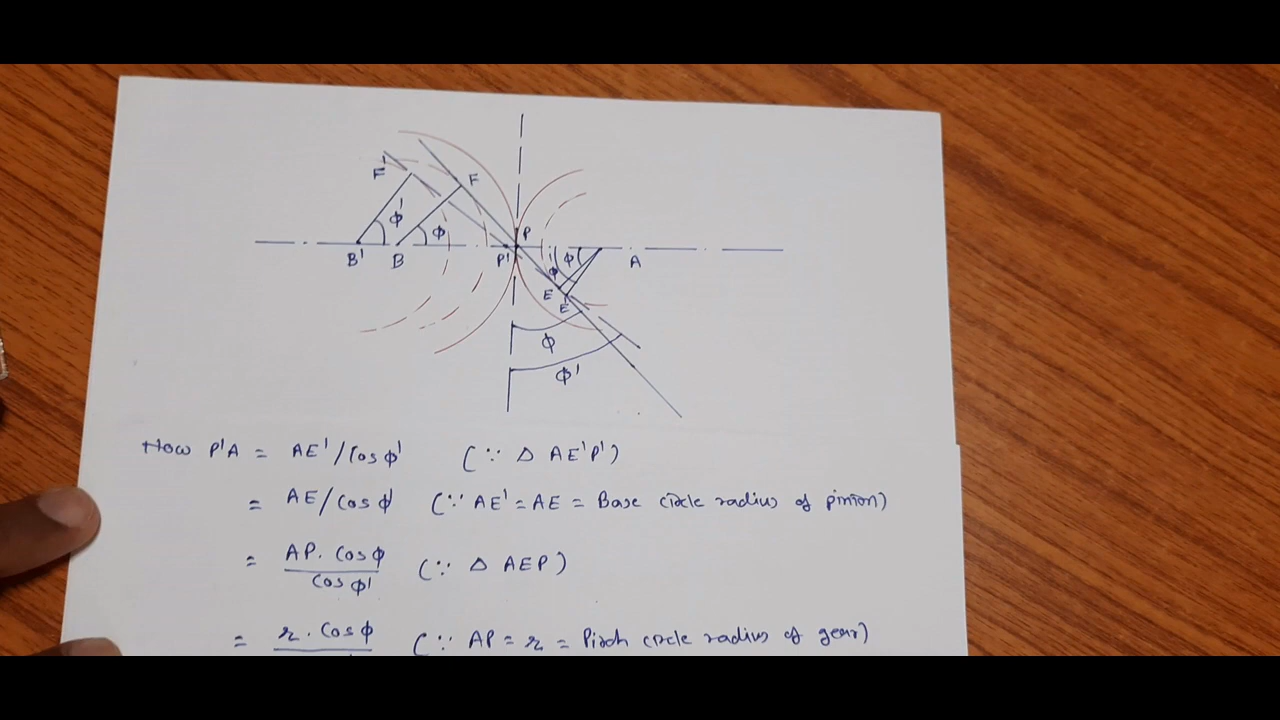 F'
F
φ'
φ
P
B'
B
P'
φ
φ
A
E
E'
φ
φ'
Now P'A = AE'/cos φ' (∵ Δ AE'P')
= AE/cos φ' (∵ AE' = AE = Base circle radius of pinion)
= AP. cos φ / cos φ' (∵ Δ AEP)
= r. cos φ (∵ AP = r = Pitch circle radius of gear)